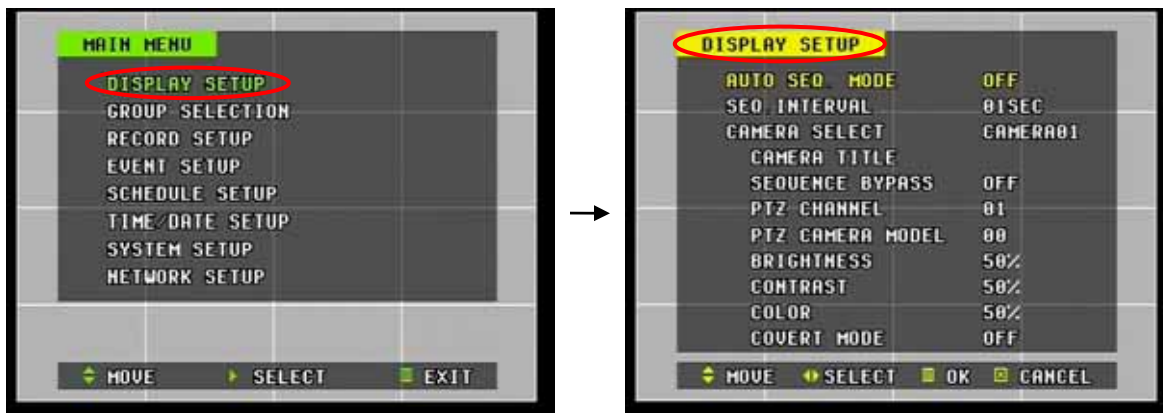 MAIN MENU
DISPLAY SETUP
GROUP SELECTION
RECORD SETUP
EVENT SETUP
SCHEDULE SETUP
TIME/DATE SETUP
SYSTEM SETUP
NETWORK SETUP
MOVE SELECT EXIT
DISPLAY SETUP
AUTO SEQ. MODE OFF
SEQ INTERVAL 01SEC
CAMERA SELECT CAMERA01
CAMERA TITLE
SEQUENCE BYPASS OFF
PTZ CHANNEL 01
PTZ CAMERA MODEL 00
BRIGHTNESS 50%
CONTRAST 50%
COLOR 50%
COVERT MODE OFF
MOVE SELECT OK CANCEL